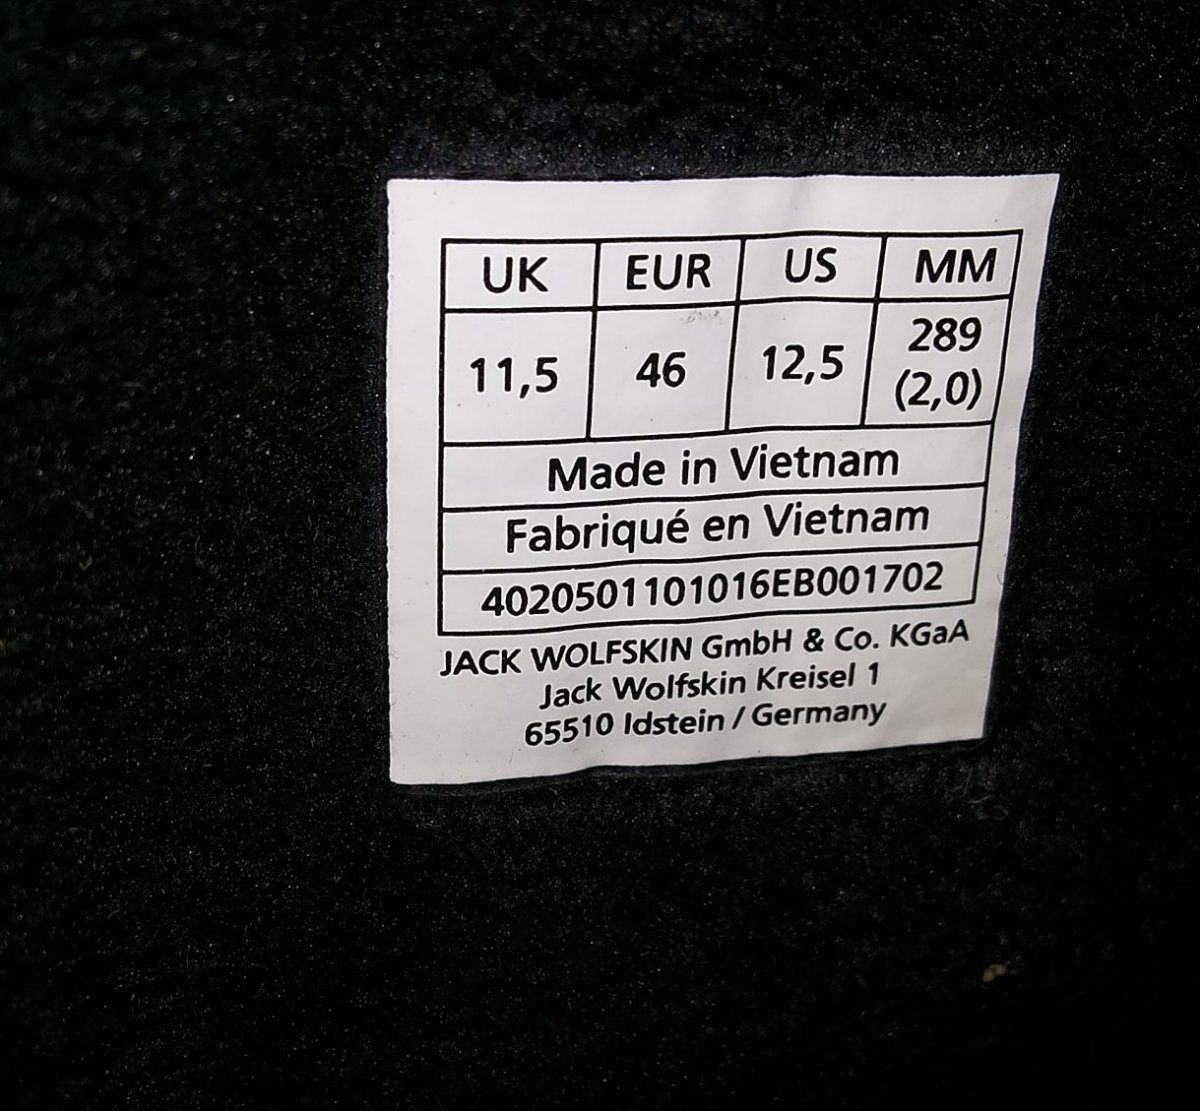 UK EUR US MM
11,5 46 12,5 289
(2,0)
Made in Vietnam
Fabriqué en Vietnam
4020501101016EB001702
JACK WOLFSKIN GmbH & Co. KGaA
Jack Wolfskin Kreisel 1
65510 Idstein / Germany